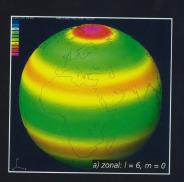 a) zonal: l = 6, m = 0